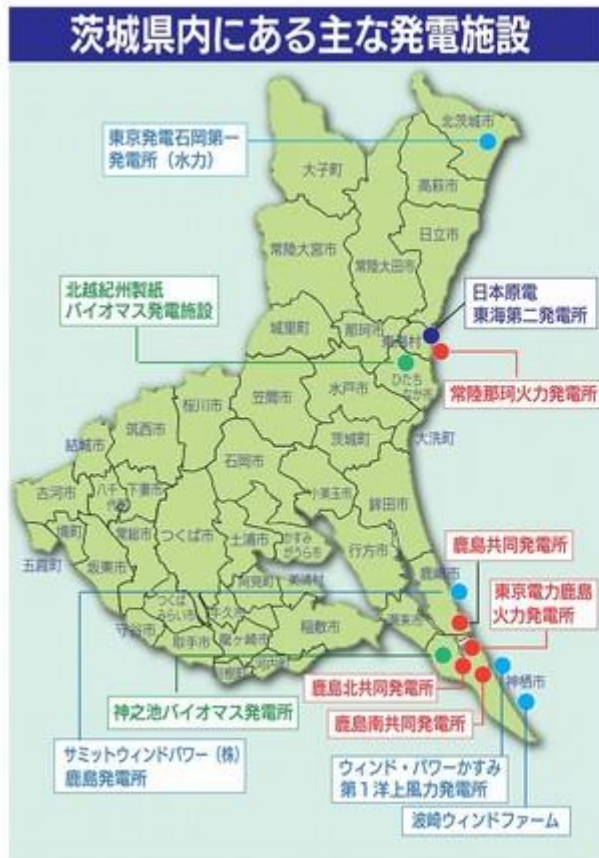 茨城県内にある主な発電施設
北茨城市
東京発電石岡第一
発電所（水力）
大子町
高萩市
日立市
常陸大宮市
常陸太田市
日本原電
東海第二発電所
北越紀州製紙
バイオマス発電施設
城里町
那珂市
東海村
ひたち
なか市
常陸那珂火力発電所
桜川市
笠間市
水戸市
筑西市
茨城町
大洗町
結城市
石岡市
古河市
八千
代町
下妻市
小美玉市
鉾田市
境町
常総市
つくば市
土浦市
かすみ
がうら市
行方市
五霞町
坂東市
鹿島共同発電所
阿見町
美浦村
鹿嶋市
東京電力鹿島
火力発電所
つくば
みらい市
牛久市
稲敷市
潮来市
守谷市
取手市
龍ヶ崎市
利根町
河内町
神栖市
鹿島北共同発電所
神之池バイオマス発電所
鹿島南共同発電所
サミットウィンドパワー（株）
鹿島発電所
ウィンド・パワーかすみ
第1洋上風力発電所
波崎ウィンドファーム